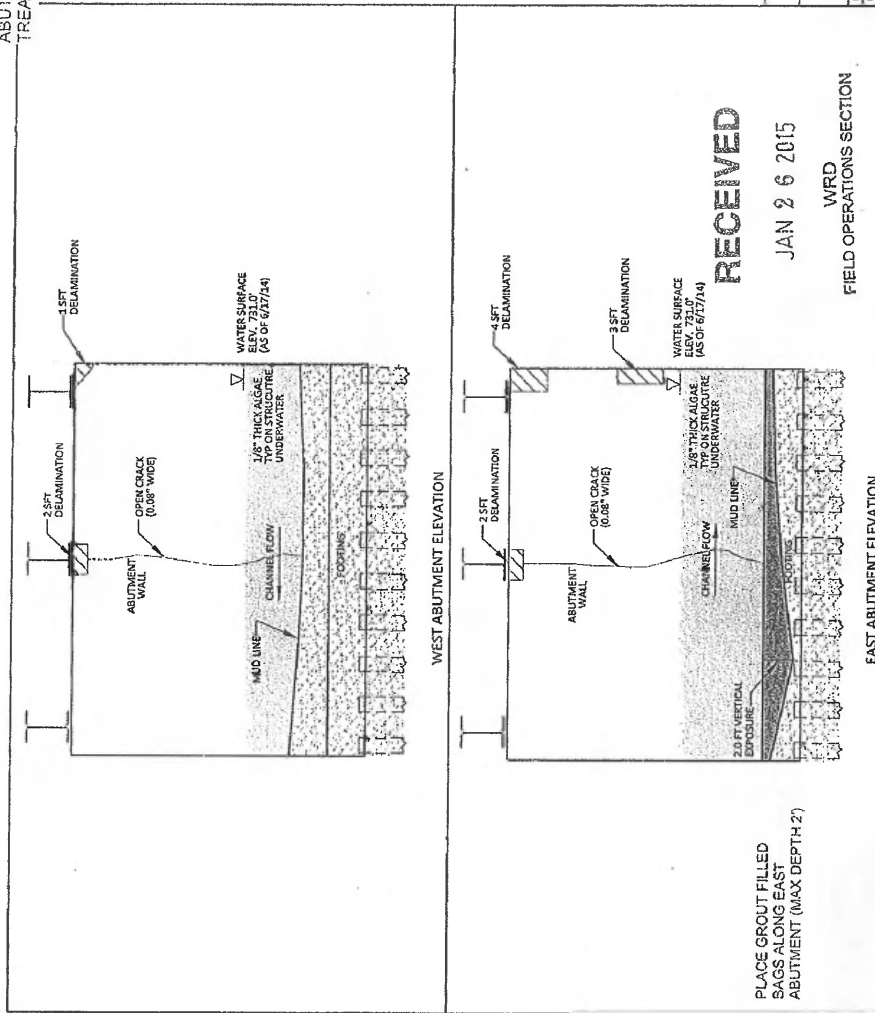 ABUT
TREA
1 SFT
DELAMINATION
2 SFT
DELAMINATION
OPEN CRACK
(0.08" WIDE)
ABUTMENT
WALL
WATER SURFACE
ELEV. 731.0'
(AS OF 6/17/14)
1/8" THICK ALGAE
TYP ON STRUCUTRE
UNDERWATER
CHANNEL FLOW
MUD LINE
FOOTING
WEST ABUTMENT ELEVATION
4 SFT
DELAMINATION
2 SFT
DELAMINATION
3 SFT
DELAMINATION
OPEN CRACK
(0.08" WIDE)
ABUTMENT
WALL
WATER SURFACE
ELEV. 731.0'
(AS OF 6/17/14)
1/8" THICK ALGAE
TYP ON STRUCUTRE
UNDERWATER
CHANNEL FLOW
MUD LINE
2.0 FT VERTICAL
EXPOSURE
FOOTING
PLACE GROUT FILLED
BAGS ALONG EAST
ABUTMENT (MAX DEPTH 2')
EAST ABUTMENT ELEVATION
RECEIVED
JAN 26 2015
WRD
FIELD OPERATIONS SECTION